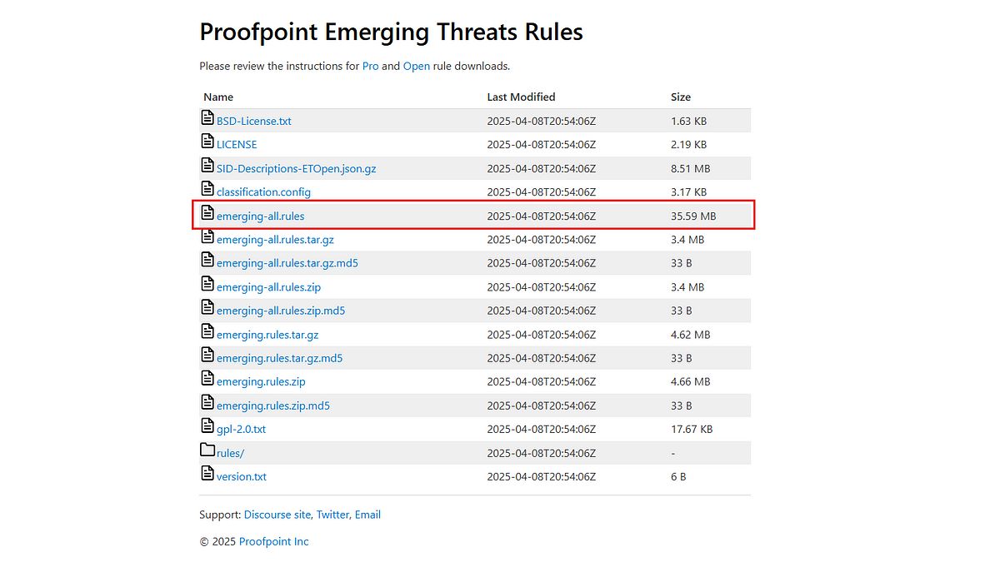 Proofpoint Emerging Threats Rules
Please review the instructions for Pro and Open rule downloads.
Name Last Modified Size
BSD-License.txt 2025-04-08T20:54:06Z 1.63 KB
LICENSE 2025-04-08T20:54:06Z 2.19 KB
SID-Descriptions-ETOpen.json.gz 2025-04-08T20:54:06Z 8.51 MB
classification.config 2025-04-08T20:54:06Z 3.17 KB
emerging-all.rules 2025-04-08T20:54:06Z 35.59 MB
emerging-all.rules.tar.gz 2025-04-08T20:54:06Z 3.4 MB
emerging-all.rules.tar.gz.md5 2025-04-08T20:54:06Z 33 B
emerging-all.rules.zip 2025-04-08T20:54:06Z 3.4 MB
emerging-all.rules.zip.md5 2025-04-08T20:54:06Z 33 B
emerging.rules.tar.gz 2025-04-08T20:54:06Z 4.62 MB
emerging.rules.tar.gz.md5 2025-04-08T20:54:06Z 33 B
emerging.rules.zip 2025-04-08T20:54:06Z 4.66 MB
emerging.rules.zip.md5 2025-04-08T20:54:06Z 33 B
gpl-2.0.txt 2025-04-08T20:54:06Z 17.67 KB
rules/ 2025-04-08T20:54:06Z -
version.txt 2025-04-08T20:54:06Z 6 B
Support: Discourse site, Twitter, Email
© 2025 Proofpoint Inc